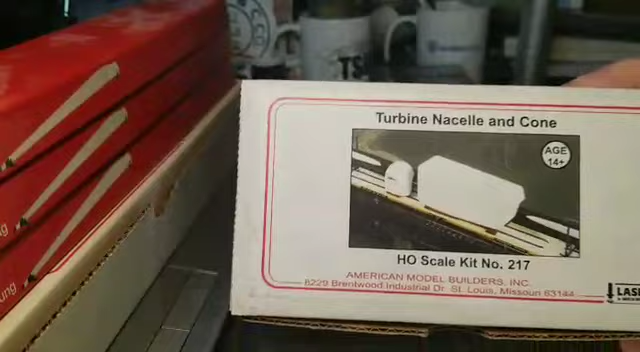 Turbine Nacelle and Cone
AGE
14+
HO Scale Kit No. 217
AMERICAN MODEL BUILDERS, INC.
8229 Brentwood Industrial Dr. St. Louis, Missouri 63144
TS